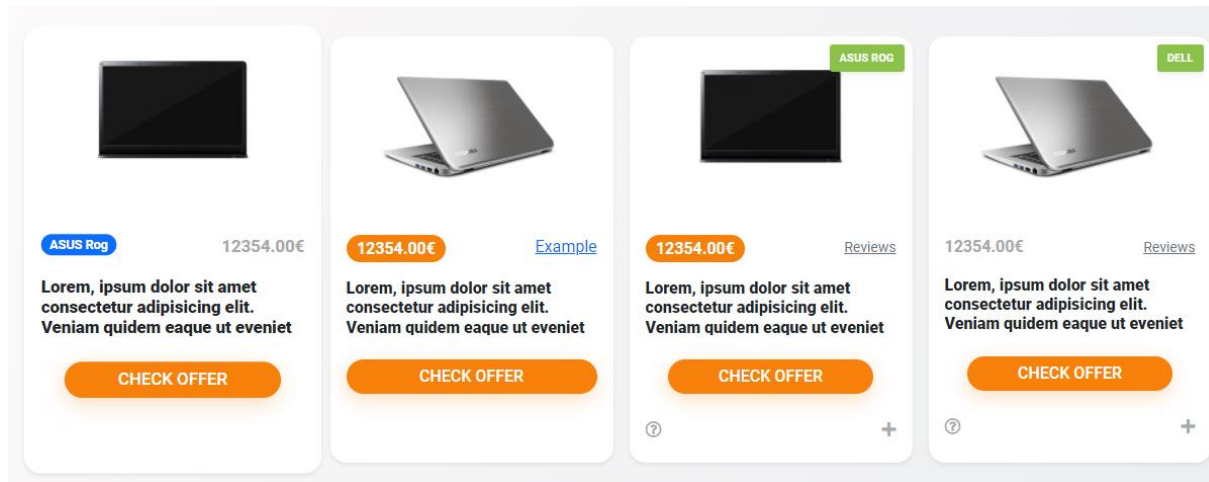 ASUS Rog
12354.00€
Lorem, ipsum dolor sit amet
consectetur adipisicing elit.
Veniam quidem eaque ut eveniet
CHECK OFFER
12354.00€
Example
Lorem, ipsum dolor sit amet
consectetur adipisicing elit.
Veniam quidem eaque ut eveniet
CHECK OFFER
ASUS ROG
12354.00€
Reviews
Lorem, ipsum dolor sit amet
consectetur adipisicing elit.
Veniam quidem eaque ut eveniet
CHECK OFFER
?
+
DELL
12354.00€
Reviews
Lorem, ipsum dolor sit amet
consectetur adipisicing elit.
Veniam quidem eaque ut eveniet
CHECK OFFER
?
+